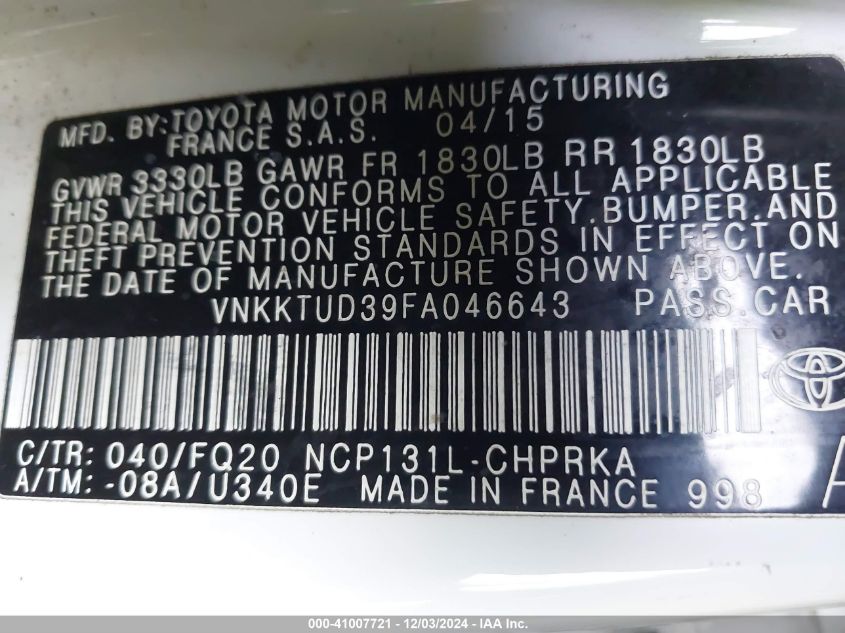 MFD. BY:TOYOTA MOTOR MANUFACTURING
FRANCE S.A.S. 04/15
GVWR 3330LB GAWR FR 1830LB RR 1830LB
THIS VEHICLE CONFORMS TO ALL APPLICABLE
FEDERAL MOTOR VEHICLE SAFETY,BUMPER,AND
THEFT PREVENTION STANDARDS IN EFFECT ON
THE DATE OF MANUFACTURE SHOWN ABOVE.
VNKKTUD39FA046643 PASS.CAR
C/TR: 040/FQ20 NCP131L-CHPRKA
A/TM: -08A/U340E MADE IN FRANCE 998 A
000-41007721 - 12/03/2024 - IAA Inc.